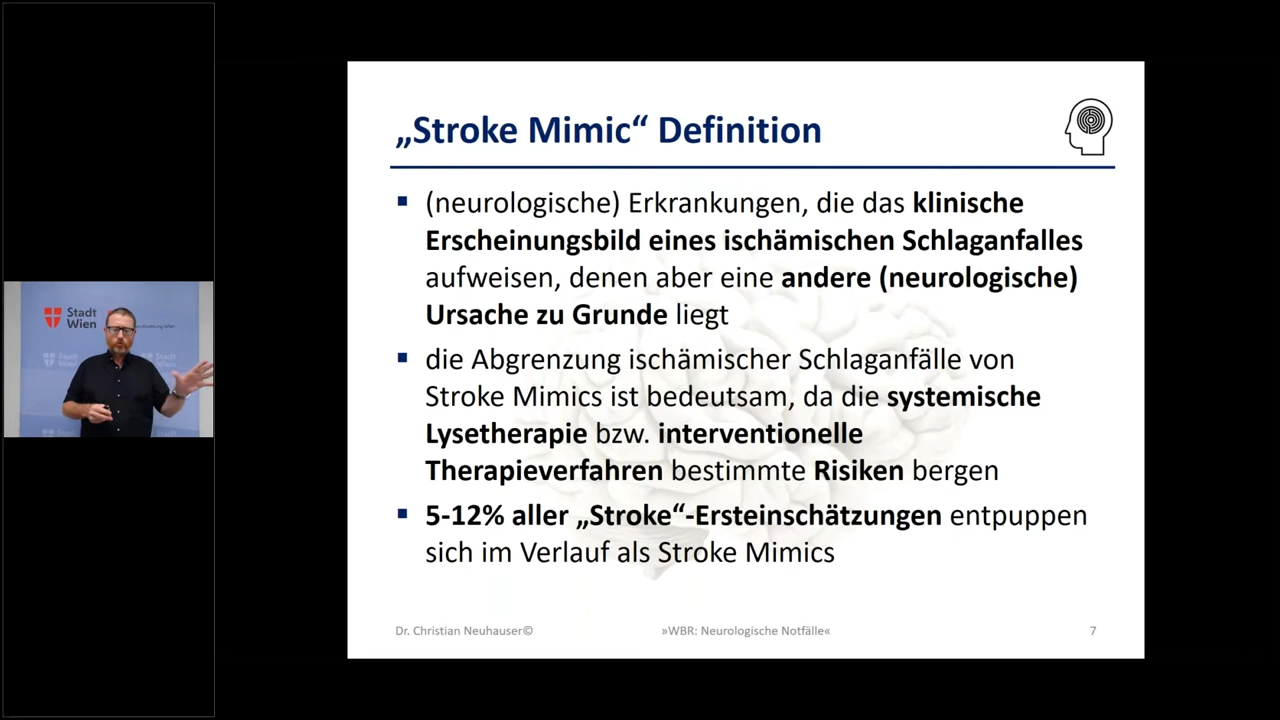 „Stroke Mimic“ Definition
(neurologische) Erkrankungen, die das klinische
Erscheinungsbild eines ischämischen Schlaganfalles
aufweisen, denen aber eine andere (neurologische)
Ursache zu Grunde liegt
die Abgrenzung ischämischer Schlaganfälle von
Stroke Mimics ist bedeutsam, da die systemische
Lysetherapie bzw. interventionelle
Therapieverfahren bestimmte Risiken bergen
5-12% aller „Stroke“-Ersteinschätzungen entpuppen
sich im Verlauf als Stroke Mimics
Dr. Christian Neuhauser©
»WBR: Neurologische Notfälle«
7
Stadt
Wien